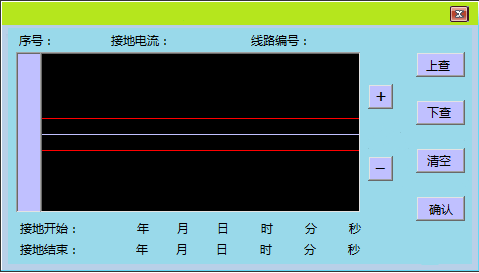 序号： 接地电流： 线路编号：
上查
+
下查
－
清空
确认
接地开始： 年 月 日 时 分 秒
接地结束： 年 月 日 时 分 秒